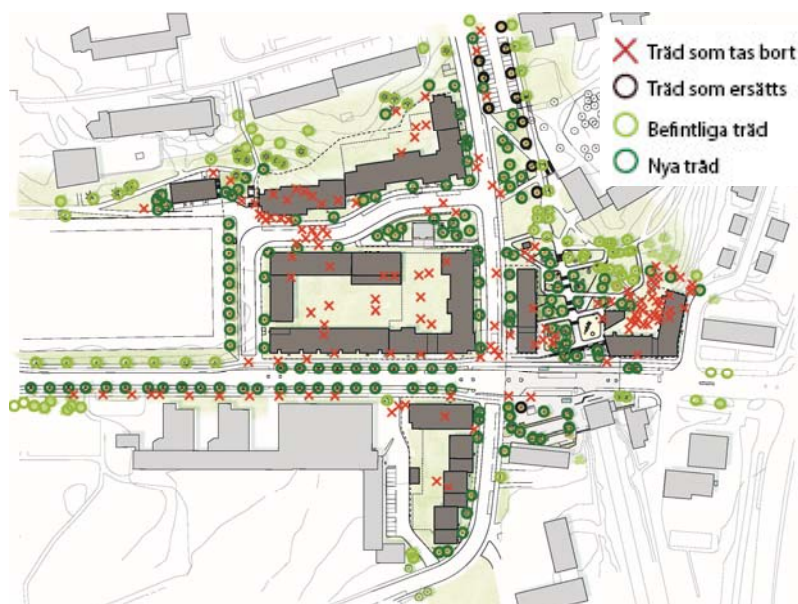 Träd som tas bort
Träd som ersätts
Befintliga träd
Nya träd